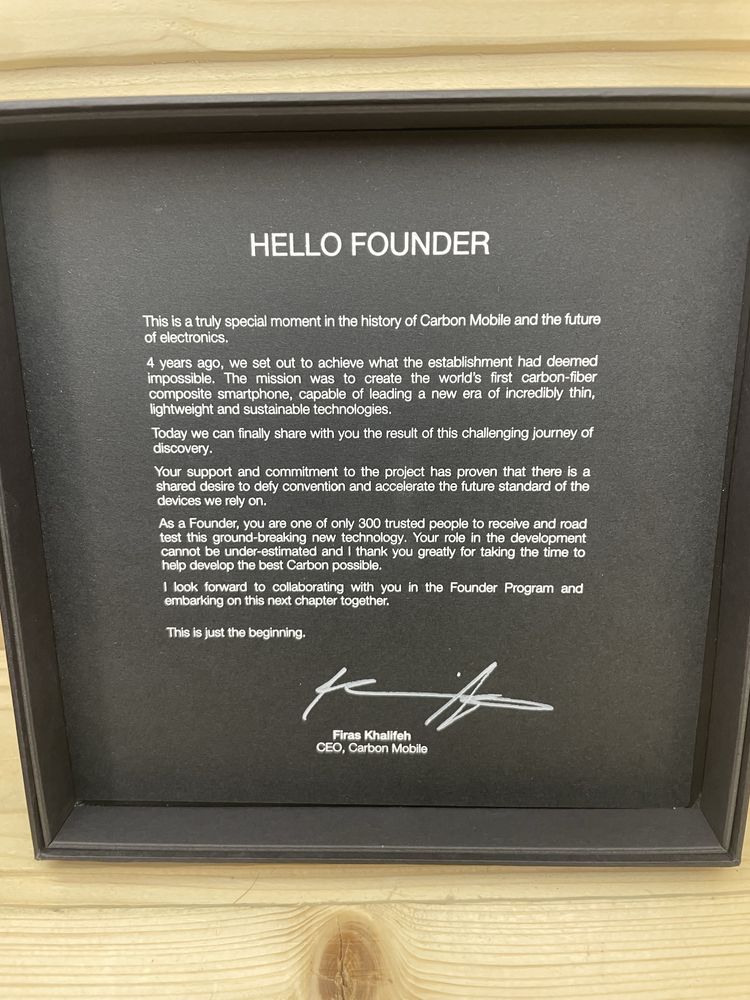 HELLO FOUNDER
This is a truly special moment in the history of Carbon Mobile and the future
of electronics.
4 years ago, we set out to achieve what the establishment had deemed
impossible. The mission was to create the world's first carbon-fiber
composite smartphone, capable of leading a new era of incredibly thin,
lightweight and sustainable technologies.
Today we can finally share with you the result of this challenging journey of
discovery.
Your support and commitment to the project has proven that there is a
shared desire to defy convention and accelerate the future standard of the
devices we rely on.
As a Founder, you are one of only 300 trusted people to receive and road
test this ground-breaking new technology. Your role in the development
cannot be under-estimated and I thank you greatly for taking the time to
help develop the best Carbon possible.
I look forward to collaborating with you in the Founder Program and
embarking on this next chapter together.
This is just the beginning.
Firas Khalifeh
CEO, Carbon Mobile